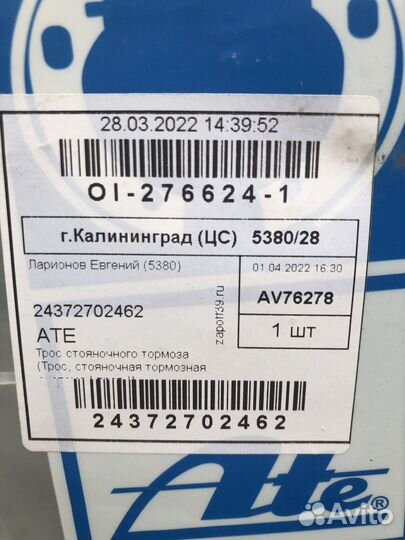 28.03.2022 14:39:52
OI-276624-1
г.Калининград (ЦС) 5380/28
Ларионов Евгений (5380)
01.04.2022 16:30
24372702462
AV76278
ATE
1 шт
zapoff39.ru
Трос стояночного тормоза
(Трос, стояночная тормозная
24372702462
Ate®
Avito